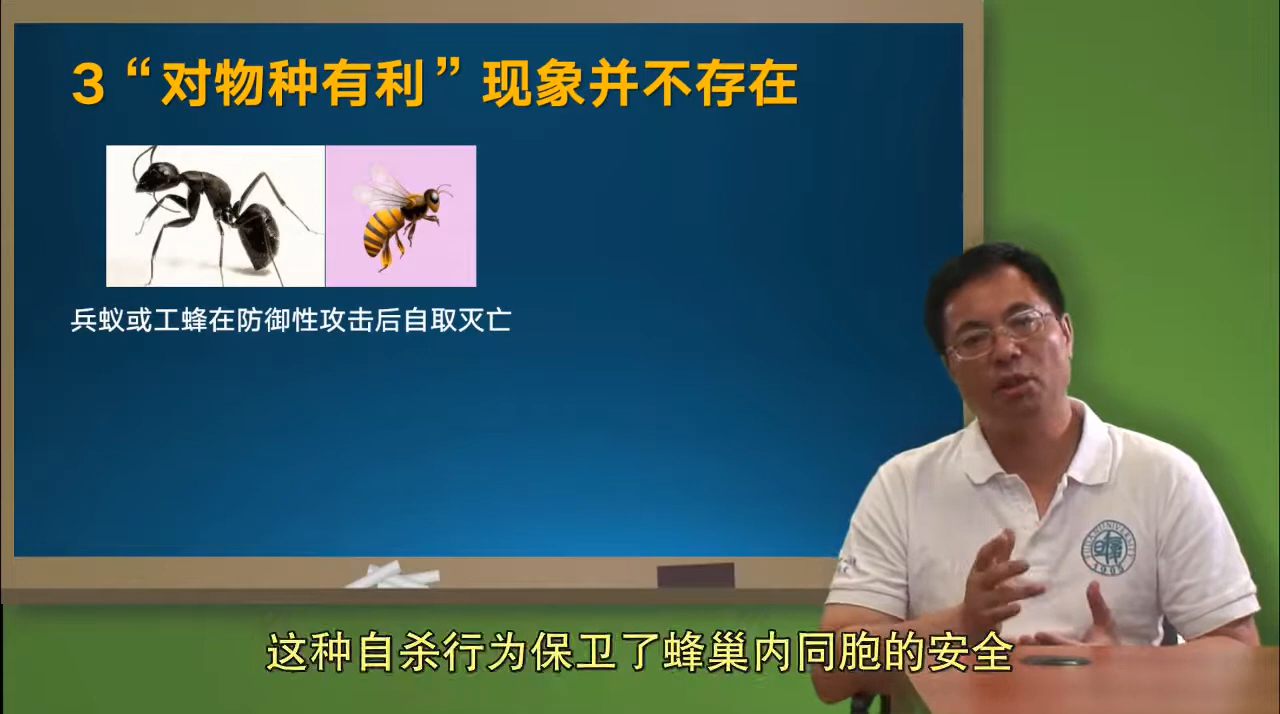 3“对物种有利”现象并不存在
兵蚁或工蜂在防御性攻击后自取灭亡
1905
这种自杀行为保卫了蜂巢内同胞的安全